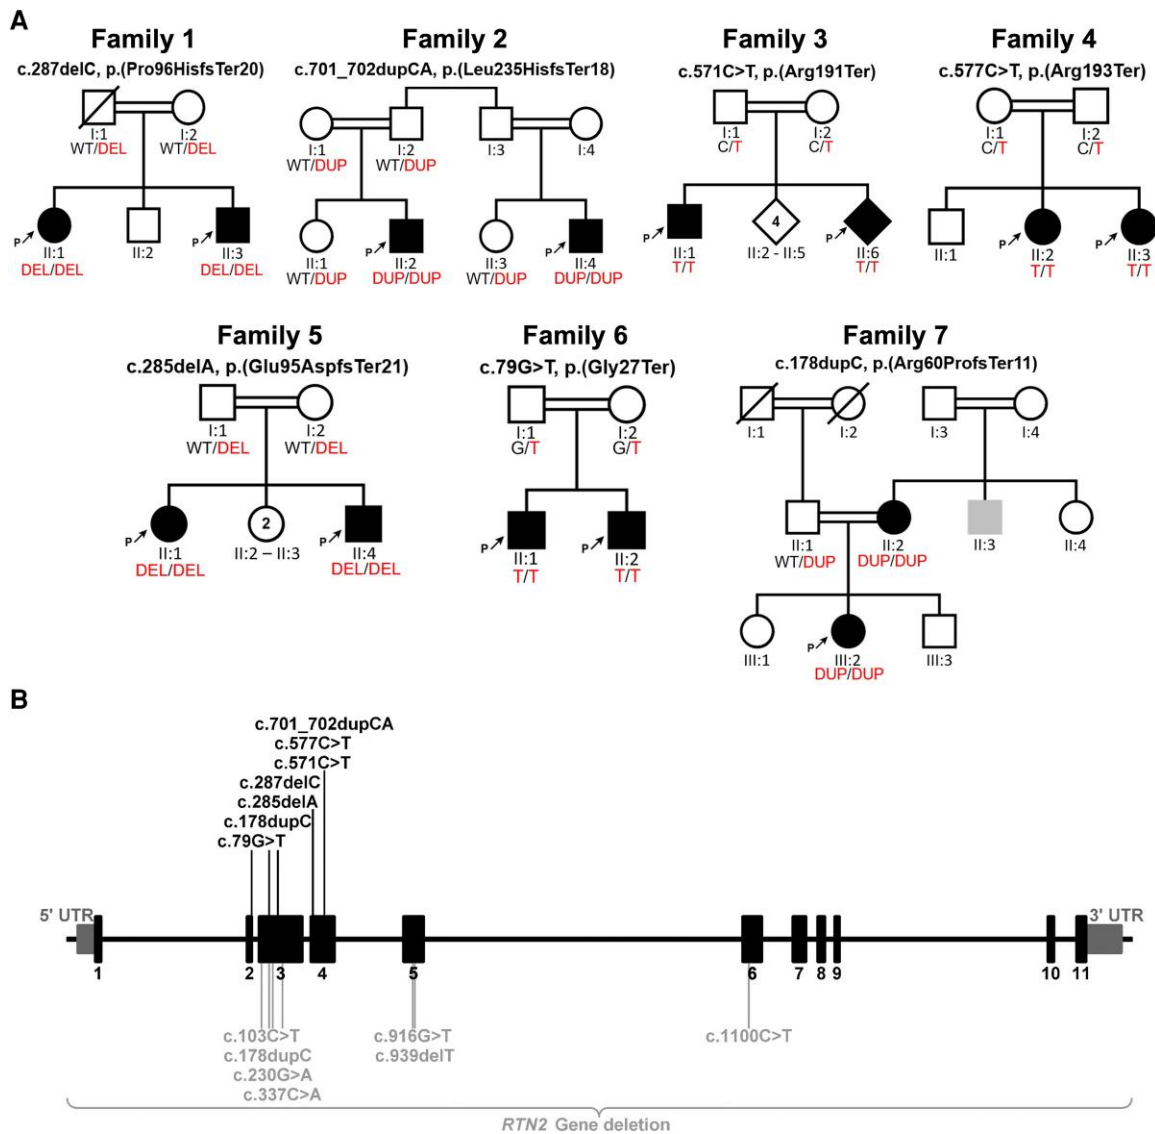 A
Family 1
c.287delC, p.(Pro96HisfsTer20)
I:1
I:2
WT/DEL
WT/DEL
P
P
II:1
II:2
II:3
DEL/DEL
DEL/DEL
Family 2
c.701_702dupCA, p.(Leu235HisfsTer18)
I:1
I:2
I:3
I:4
WT/DUP
WT/DUP
P
P
II:1
II:2
II:3
II:4
WT/DUP
DUP/DUP
WT/DUP
DUP/DUP
Family 3
c.571C>T, p.(Arg191Ter)
I:1
I:2
C/T
C/T
4
P
P
II:1
II:2 - II:5
II:6
T/T
T/T
Family 4
c.577C>T, p.(Arg193Ter)
I:1
I:2
C/T
C/T
P
P
II:1
II:2
II:3
T/T
T/T
Family 5
c.285delA, p.(Glu95AspfsTer21)
I:1
I:2
WT/DEL
WT/DEL
2
P
P
II:1
II:2 – II:3
II:4
DEL/DEL
DEL/DEL
Family 6
c.79G>T, p.(Gly27Ter)
I:1
I:2
G/T
G/T
P
P
II:1
II:2
T/T
T/T
Family 7
c.178dupC, p.(Arg60ProfsTer11)
I:1
I:2
I:3
I:4
II:1
II:2
II:3
II:4
WT/DUP
DUP/DUP
P
III:1
III:2
III:3
DUP/DUP
B
c.701_702dupCA
c.577C>T
c.571C>T
c.287delC
c.285delA
c.178dupC
c.79G>T
5' UTR
3' UTR
1
2
3
4
5
6
7
8
9
10
11
c.103C>T
c.178dupC
c.230G>A
c.337C>A
c.916G>T
c.939delT
c.1100C>T
RTN2 Gene deletion